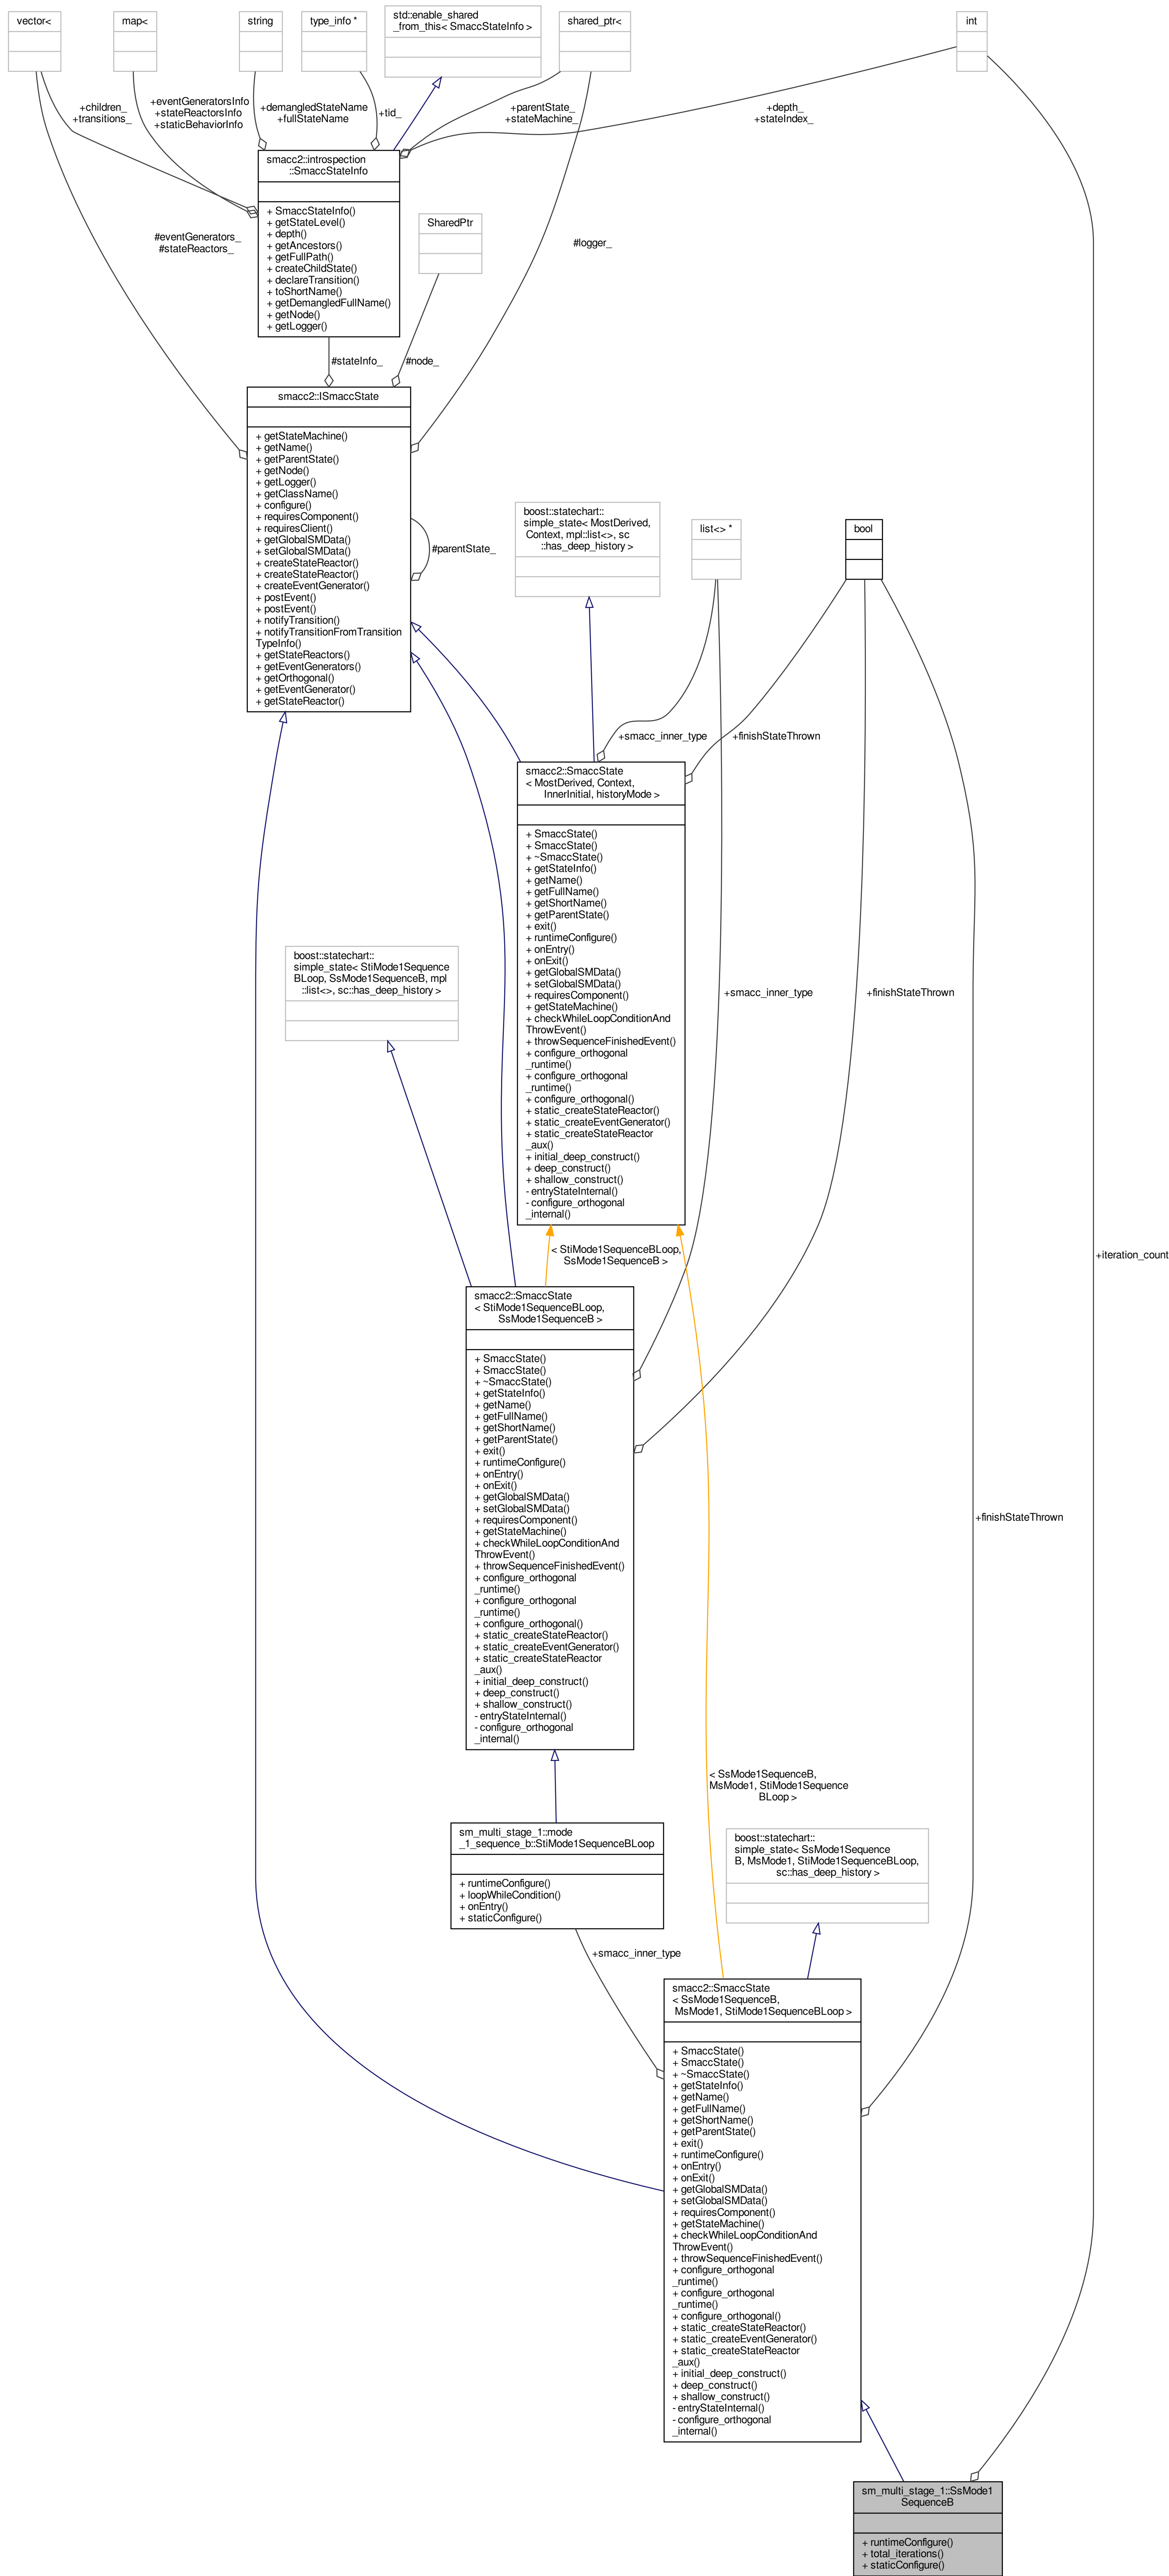 vector<
map<
string
type_info *
std::enable_shared
_from_this< SmaccStateInfo >
shared_ptr<
int
+children_
+transitions_
+eventGeneratorsInfo
+stateReactorsInfo
+staticBehaviorInfo
+demangledStateName
+fullStateName
+tid_
+parentState_
+stateMachine_
+depth_
+stateIndex_
smacc2::introspection
::SmaccStateInfo
+ SmaccStateInfo()
+ getStateLevel()
+ depth()
+ getAncestors()
+ getFullPath()
+ createChildState()
+ declareTransition()
+ toShortName()
+ getDemangledFullName()
+ getNode()
+ getLogger()
SharedPtr
#eventGenerators_
#stateReactors_
#logger_
#stateInfo_
#node_
smacc2::ISmaccState
+ getStateMachine()
+ getName()
+ getParentState()
+ getNode()
+ getLogger()
+ getClassName()
+ configure()
+ requiresComponent()
+ requiresClient()
+ getGlobalSMData()
+ setGlobalSMData()
+ createStateReactor()
+ createStateReactor()
+ createEventGenerator()
+ postEvent()
+ postEvent()
+ notifyTransition()
+ notifyTransitionFromTransition
TypeInfo()
+ getStateReactors()
+ getEventGenerators()
+ getOrthogonal()
+ getEventGenerator()
+ getStateReactor()
#parentState_
boost::statechart::
simple_state< MostDerived,
Context, mpl::list<>, sc
::has_deep_history >
list<> *
bool
+smacc_inner_type
+finishStateThrown
smacc2::SmaccState
< MostDerived, Context,
InnerInitial, historyMode >
+ SmaccState()
+ SmaccState()
+ ~SmaccState()
+ getStateInfo()
+ getName()
+ getFullName()
+ getShortName()
+ getParentState()
+ exit()
+ runtimeConfigure()
+ onEntry()
+ onExit()
+ getGlobalSMData()
+ setGlobalSMData()
+ requiresComponent()
+ getStateMachine()
+ checkWhileLoopConditionAnd
ThrowEvent()
+ throwSequenceFinishedEvent()
+ configure_orthogonal
_runtime()
+ configure_orthogonal
_runtime()
+ configure_orthogonal()
+ static_createStateReactor()
+ static_createEventGenerator()
+ static_createStateReactor
_aux()
+ initial_deep_construct()
+ deep_construct()
+ shallow_construct()
- entryStateInternal()
- configure_orthogonal
_internal()
boost::statechart::
simple_state< StiMode1Sequence
BLoop, SsMode1SequenceB, mpl
::list<>, sc::has_deep_history >
+smacc_inner_type
+finishStateThrown
< StiMode1SequenceBLoop,
SsMode1SequenceB >
+iteration_count
smacc2::SmaccState
< StiMode1SequenceBLoop,
SsMode1SequenceB >
+ SmaccState()
+ SmaccState()
+ ~SmaccState()
+ getStateInfo()
+ getName()
+ getFullName()
+ getShortName()
+ getParentState()
+ exit()
+ runtimeConfigure()
+ onEntry()
+ onExit()
+ getGlobalSMData()
+ setGlobalSMData()
+ requiresComponent()
+ getStateMachine()
+ checkWhileLoopConditionAnd
ThrowEvent()
+ throwSequenceFinishedEvent()
+ configure_orthogonal
_runtime()
+ configure_orthogonal
_runtime()
+ configure_orthogonal()
+ static_createStateReactor()
+ static_createEventGenerator()
+ static_createStateReactor
_aux()
+ initial_deep_construct()
+ deep_construct()
+ shallow_construct()
- entryStateInternal()
- configure_orthogonal
_internal()
+finishStateThrown
< SsMode1SequenceB,
MsMode1, StiMode1Sequence
BLoop >
sm_multi_stage_1::mode
_1_sequence_b::StiMode1SequenceBLoop
+ runtimeConfigure()
+ loopWhileCondition()
+ onEntry()
+ staticConfigure()
boost::statechart::
simple_state< SsMode1Sequence
B, MsMode1, StiMode1SequenceBLoop,
sc::has_deep_history >
+smacc_inner_type
smacc2::SmaccState
< SsMode1SequenceB,
MsMode1, StiMode1SequenceBLoop >
+ SmaccState()
+ SmaccState()
+ ~SmaccState()
+ getStateInfo()
+ getName()
+ getFullName()
+ getShortName()
+ getParentState()
+ exit()
+ runtimeConfigure()
+ onEntry()
+ onExit()
+ getGlobalSMData()
+ setGlobalSMData()
+ requiresComponent()
+ getStateMachine()
+ checkWhileLoopConditionAnd
ThrowEvent()
+ throwSequenceFinishedEvent()
+ configure_orthogonal
_runtime()
+ configure_orthogonal
_runtime()
+ configure_orthogonal()
+ static_createStateReactor()
+ static_createEventGenerator()
+ static_createStateReactor
_aux()
+ initial_deep_construct()
+ deep_construct()
+ shallow_construct()
- entryStateInternal()
- configure_orthogonal
_internal()
sm_multi_stage_1::SsMode1
SequenceB
+ runtimeConfigure()
+ total_iterations()
+ staticConfigure()